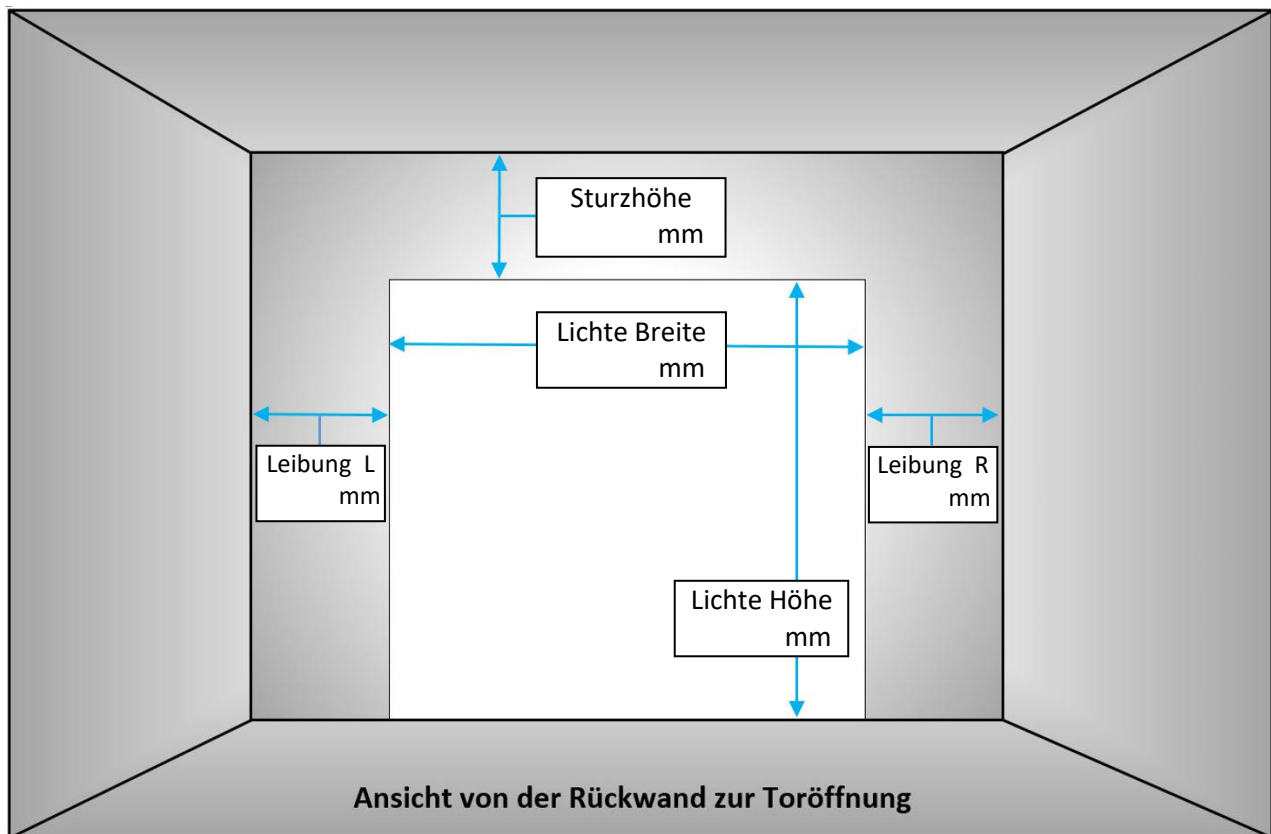 Sturzhöhe
mm
Lichte Breite
mm
Leibung L
mm
Leibung R
mm
Lichte Höhe
mm
Ansicht von der Rückwand zur Toröffnung